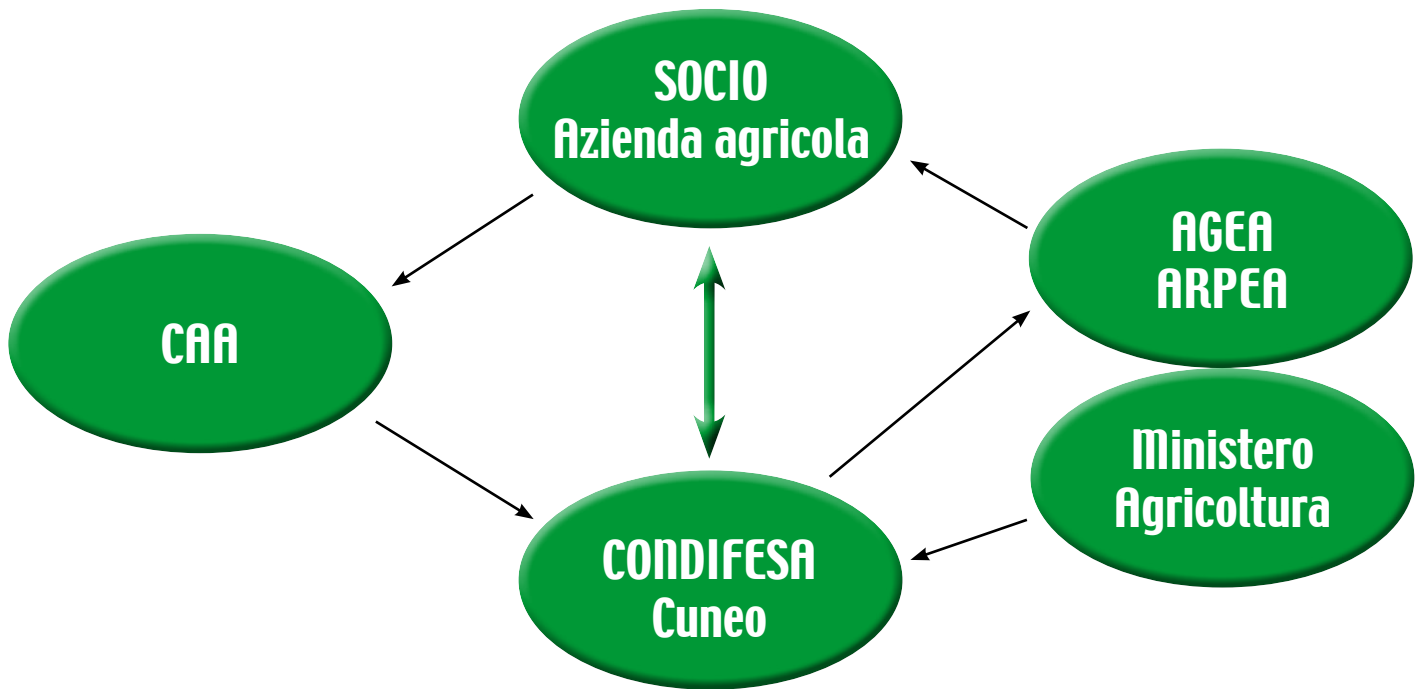 SOCIO
Azienda agricola
AGEA
ARPEA
CAA
Ministero
Agricoltura
CONDIFESA
Cuneo